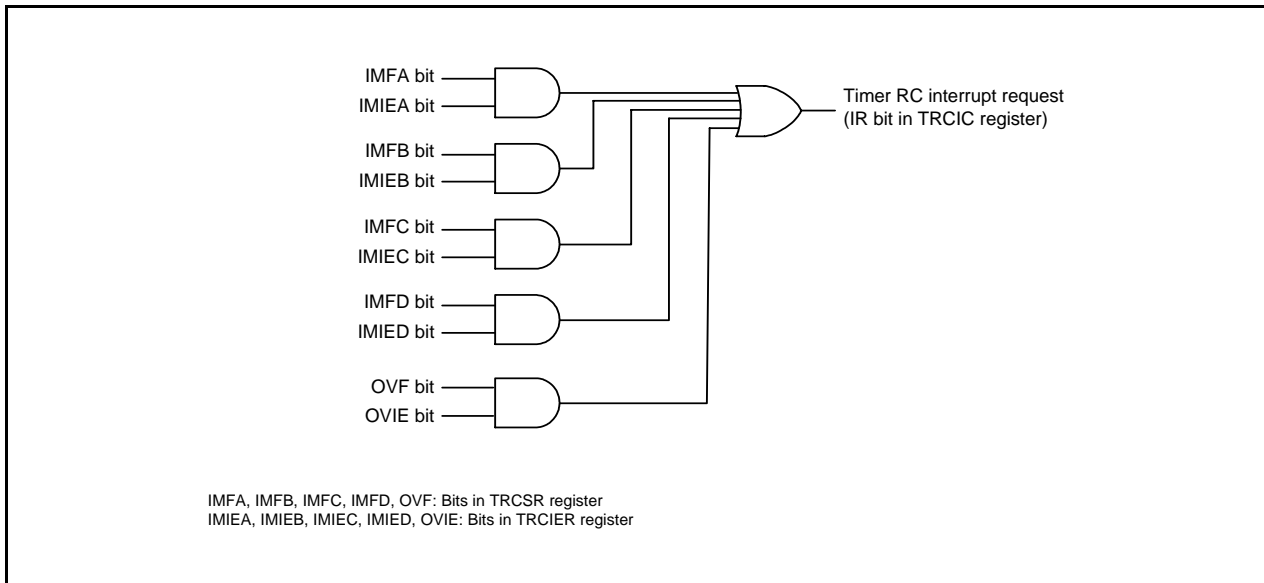 IMFA bit
IMIEA bit
IMFB bit
IMIEB bit
IMFC bit
IMIEC bit
IMFD bit
IMIED bit
OVF bit
OVIE bit
Timer RC interrupt request
(IR bit in TRCIC register)
IMFA, IMFB, IMFC, IMFD, OVF: Bits in TRCSR register
IMIEA, IMIEB, IMIEC, IMIED, OVIE: Bits in TRCIER register